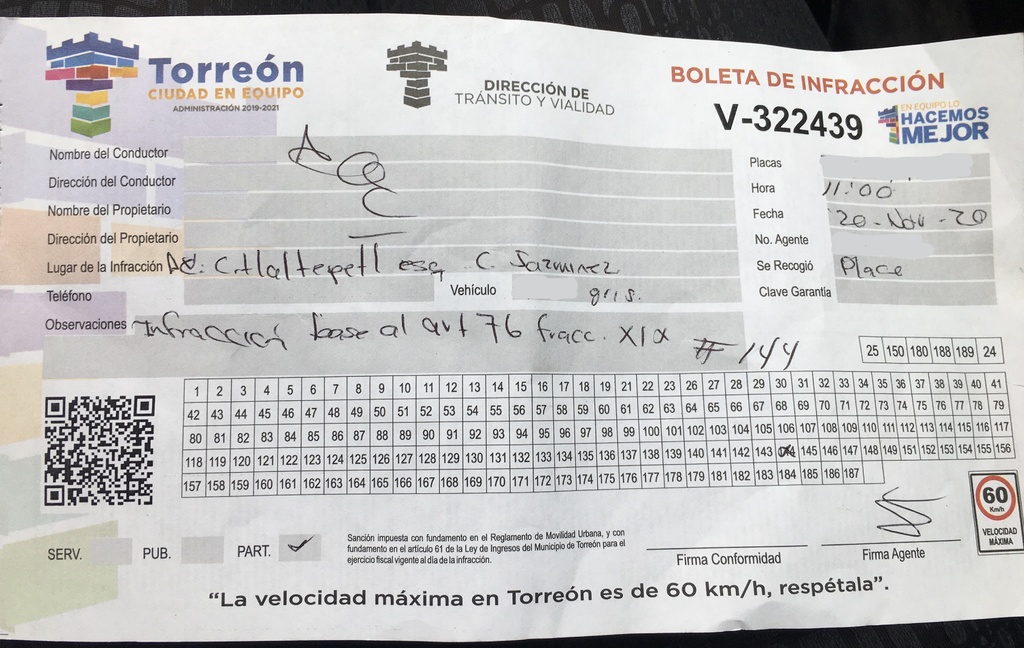 Torreón
CIUDAD EN EQUIPO
ADMINISTRACIÓN 2019-2021
DIRECCIÓN DE
TRÁNSITO Y VIALIDAD
BOLETA DE INFRACCIÓN
V-322439
EN EQUIPO LO
HACEMOS
MEJOR
Nombre del Conductor
Dirección del Conductor
Nombre del Propietario
Dirección del Propietario
Lugar de la Infracción Ad: Citlaltepetl esq C. Sazminez
Teléfono
Vehículo gris.
Observaciones Infracción base al art 76 fracc. XIX #144
Placas
Hora 11:00
Fecha 20-Nov-20
No. Agente
Se Recogió Placa
Clave Garantía
25 150 180 188 189 24
1 2 3 4 5 6 7 8 9 10 11 12 13 14 15 16 17 18 19 21 22 23 26 27 28 29 30 31 32 33 34 35 36 37 38 39 40 41
42 43 44 45 46 47 48 49 50 51 52 53 54 55 56 57 58 59 60 61 62 63 64 65 66 67 68 69 70 71 72 73 74 75 76 77 78 79
80 81 82 83 84 85 86 87 88 89 90 91 92 93 94 95 96 97 98 99 100 101 102 103 104 105 106 107 108 109 110 111 112 113 114 115 116 117
118 119 120 121 122 123 124 125 126 127 128 129 130 131 132 133 134 135 136 137 138 139 140 141 142 143 144 145 146 147 148 149 151 152 153 154 155 156
157 158 159 160 161 162 163 164 165 166 167 168 169 170 171 172 173 174 175 176 177 178 179 181 182 183 184 185 186 187
SERV.
PUB.
PART.
Sanción impuesta con fundamento en el Reglamento de Movilidad Urbana, y con
fundamento en el artículo 61 de la Ley de Ingresos del Municipio de Torreón para el
ejercicio fiscal vigente al día de la infracción.
Firma Conformidad
Firma Agente
60
Km/h
VELOCIDAD
MÁXIMA
“La velocidad máxima en Torreón es de 60 km/h, respétala”.